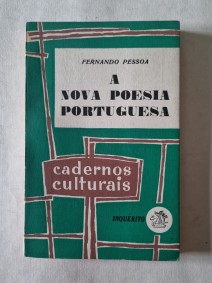 FERNANDO PESSOA
A
NOVA POESIA
PORTUGUESA
cadernos
culturais
INQUÉRITO